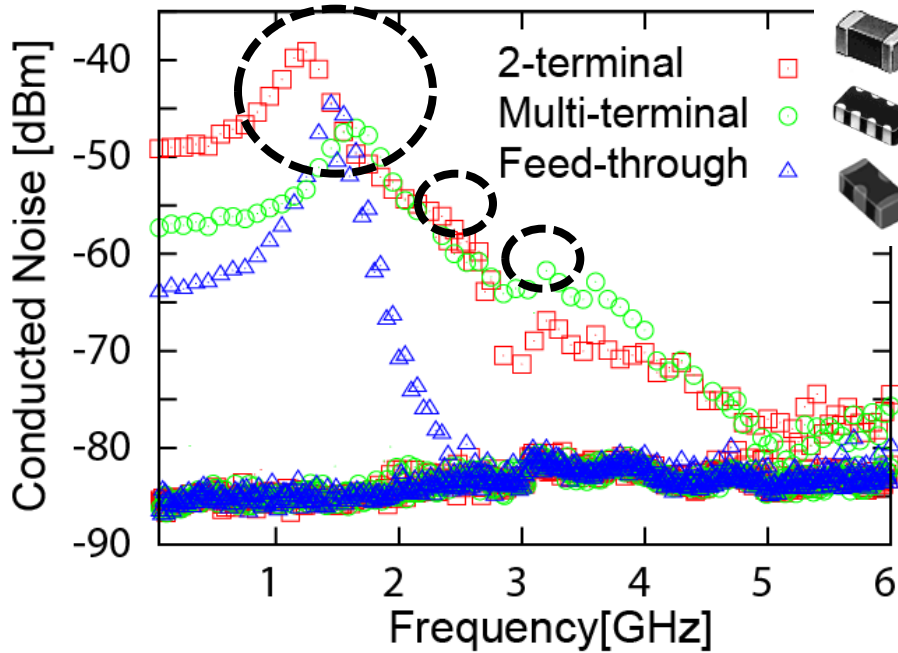 Conducted Noise [dBm]
-40
-50
-60
-70
-80
-90
2-terminal
Multi-terminal
Feed-through
1 2 3 4 5 6
Frequency[GHz]